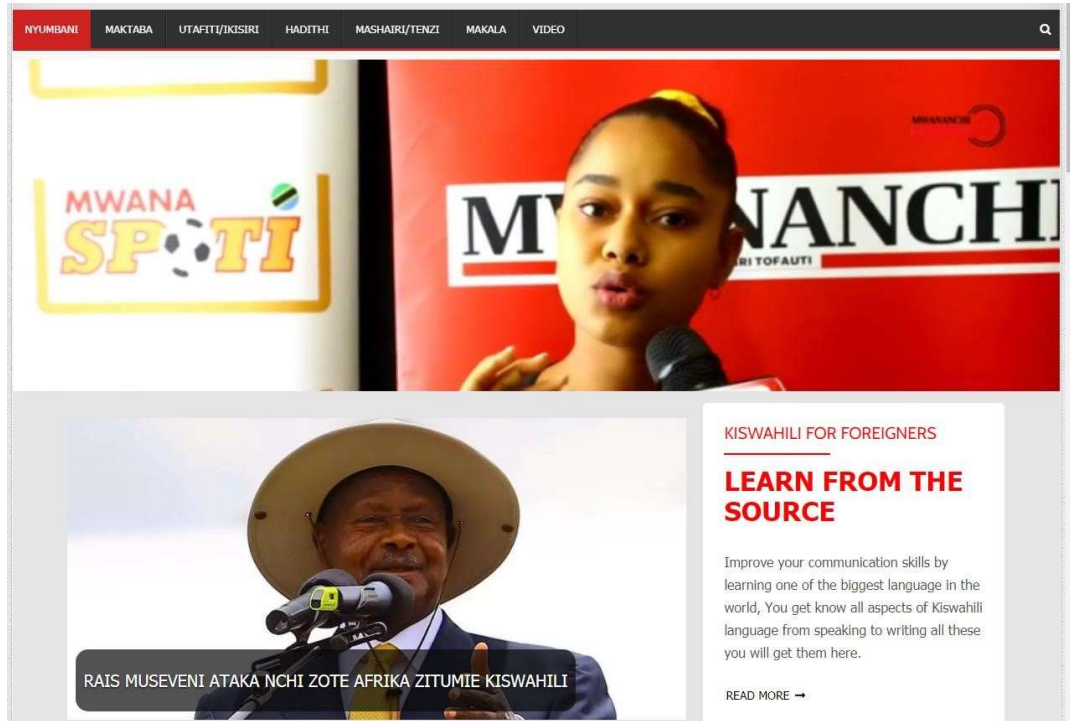 NYUMBANI MAKTABA UTAFITI/IKISIRI HADITHI MASHAIRI/TENZI MAKALA VIDEO
MWANANCHI
MWANA
SPOTI
NANCHI
TOFAUTI
RAIS MUSEVENI ATAKA NCHI ZOTE AFRIKA ZITUMIE KISWAHILI
KISWAHILI FOR FOREIGNERS
LEARN FROM THE
SOURCE
Improve your communication skills by
learning one of the biggest language in the
world, You get know all aspects of Kiswahili
language from speaking to writing all these
you will get them here.
READ MORE →